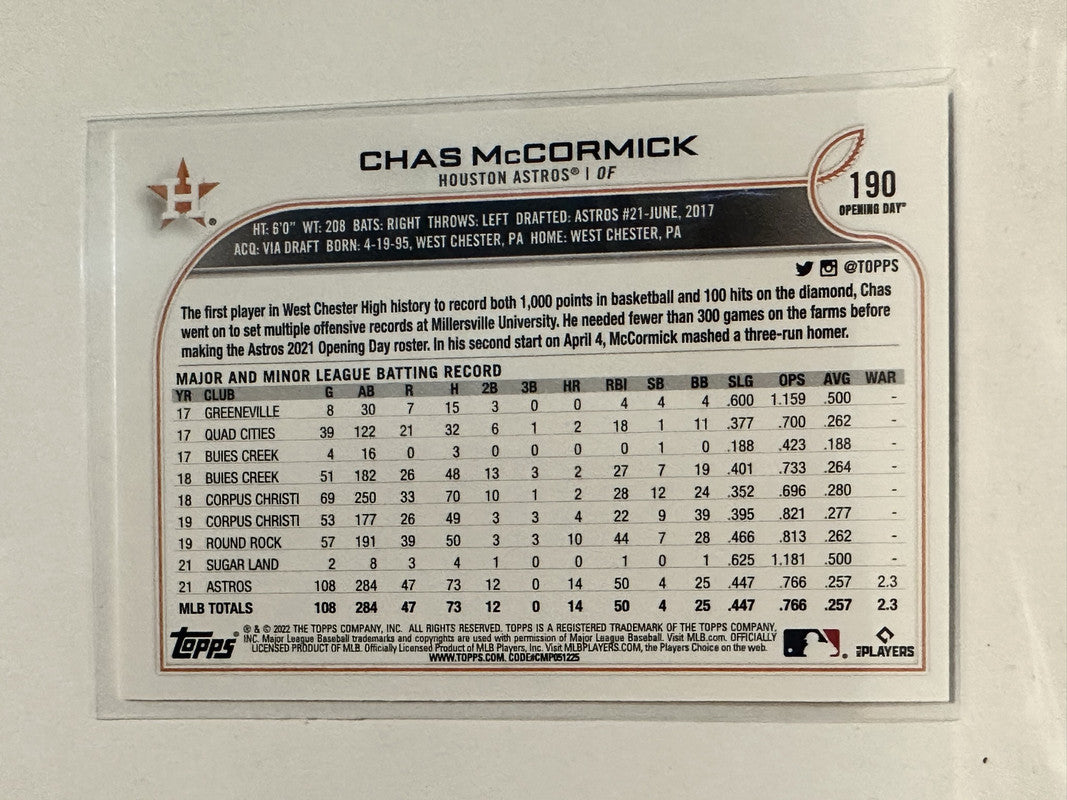 CHAS McCORMICK
HOUSTON ASTROS® | OF
H
®
190
OPENING DAY®
HT: 6'0" WT: 208 BATS: RIGHT THROWS: LEFT DRAFTED: ASTROS #21-JUNE, 2017
ACQ: VIA DRAFT BORN: 4-19-95, WEST CHESTER, PA HOME: WEST CHESTER, PA
@TOPPS
The first player in West Chester High history to record both 1,000 points in basketball and 100 hits on the diamond, Chas
went on to set multiple offensive records at Millersville University. He needed fewer than 300 games on the farms before
making the Astros 2021 Opening Day roster. In his second start on April 4, McCormick mashed a three-run homer.
MAJOR AND MINOR LEAGUE BATTING RECORD
YR CLUB G AB R H 2B 3B HR RBI SB BB SLG OPS AVG WAR
17 GREENEVILLE 8 30 7 15 3 0 0 4 4 4 .600 1.159 .500 -
17 QUAD CITIES 39 122 21 32 6 1 2 18 1 11 .377 .700 .262 -
17 BUIES CREEK 4 16 0 3 0 0 0 0 1 0 .188 .423 .188 -
18 BUIES CREEK 51 182 26 48 13 3 2 27 7 19 .401 .733 .264 -
18 CORPUS CHRISTI 69 250 33 70 10 1 2 28 12 24 .352 .696 .280 -
19 CORPUS CHRISTI 53 177 26 49 3 3 4 22 9 39 .395 .821 .277 -
19 ROUND ROCK 57 191 39 50 3 3 10 44 7 28 .466 .813 .262 -
21 SUGAR LAND 2 8 3 4 1 0 0 1 0 1 .625 1.181 .500 -
21 ASTROS 108 284 47 73 12 0 14 50 4 25 .447 .766 .257 2.3
MLB TOTALS 108 284 47 73 12 0 14 50 4 25 .447 .766 .257 2.3
topps®
® & © 2022 THE TOPPS COMPANY, INC. ALL RIGHTS RESERVED. TOPPS IS A REGISTERED TRADEMARK OF THE TOPPS COMPANY,
INC. Major League Baseball trademarks and copyrights are used with permission of Major League Baseball. Visit MLB.com. OFFICIALLY
LICENSED PRODUCT OF MLB. Officially Licensed Product of MLB Players, Inc. Visit MLBPLAYERS.COM, the Players Choice on the web.
WWW.TOPPS.COM. CODE#CMP051225
MLB PLAYERS